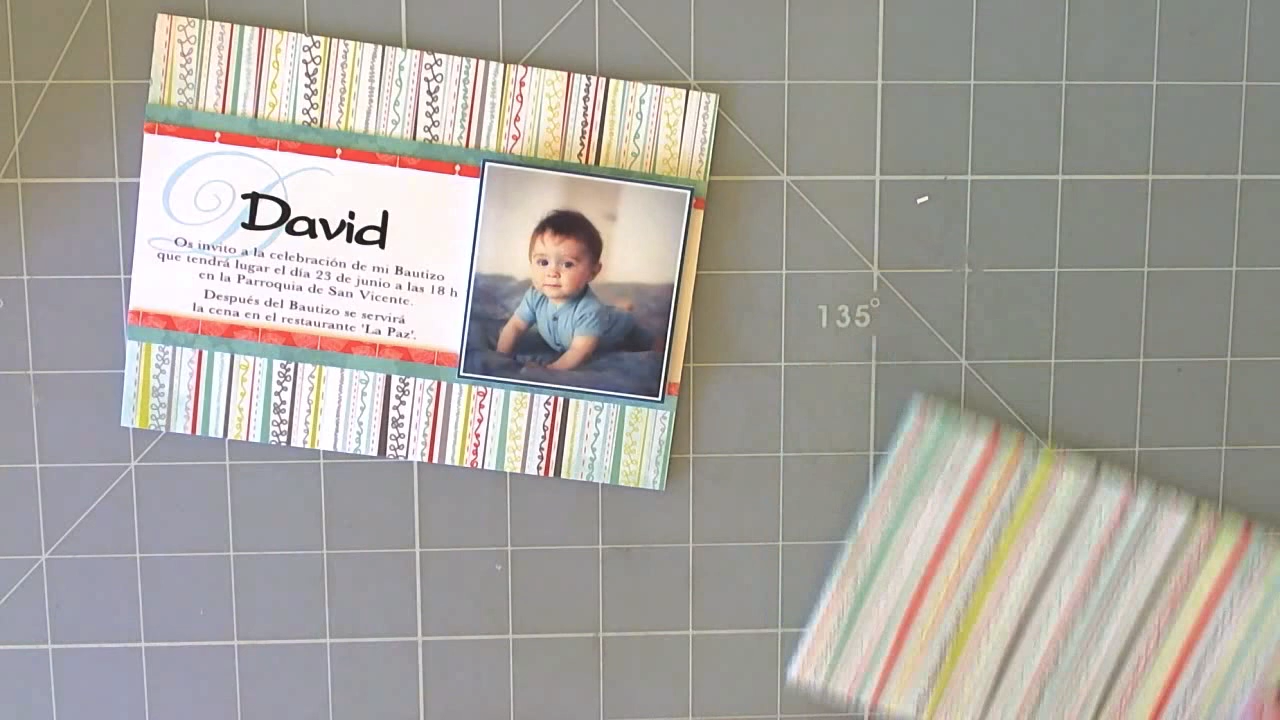 D
David
Os invito a la celebración de mi Bautizo
que tendrá lugar el día 23 de junio a las 18 h
en la Parroquia de San Vicente.
Después del Bautizo se servirá
la cena en el restaurante 'La Paz'.
135°